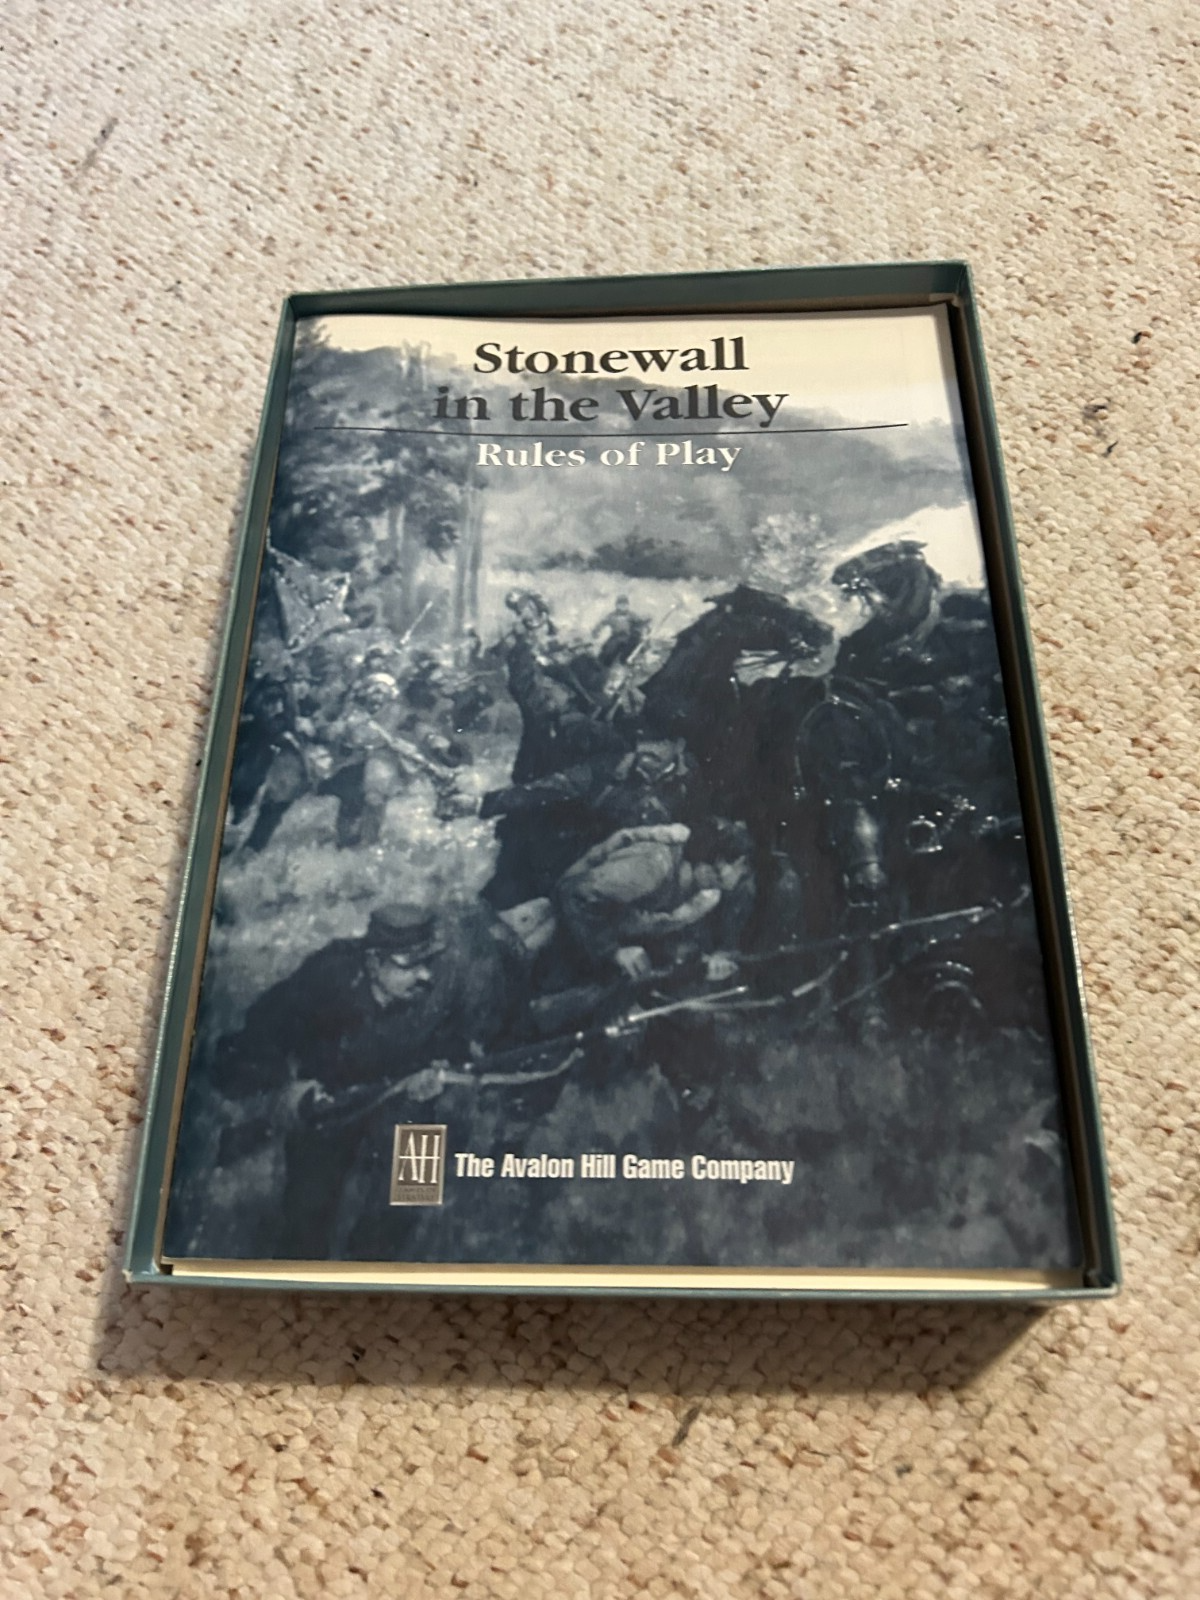 Stonewall
in the Valley
Rules of Play
AH
The Avalon Hill Game Company